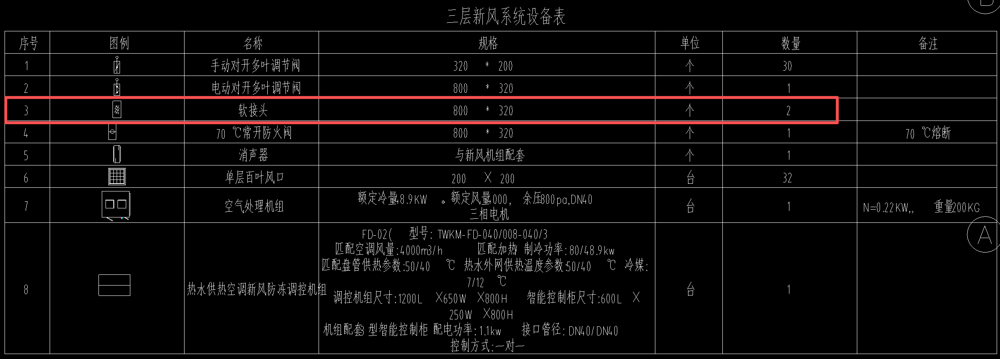 三层新风系统设备表
序号 图例 名称 规格 单位 数量 备注
1 手动对开多叶调节阀 320 * 200 个 30
2 电动对开多叶调节阀 800 * 320 个 1
3 软接头 800 * 320 个 2
4 70 ℃常开防火阀 800 * 320 个 1 70 ℃熔断
5 消声器 与新风机组配套 个 1
6 单层百叶风口 200 X 200 台 32
7 空气处理机组 额定冷量48.9KW 。额定风量4000, 余压800pa,DN40
三相电机 台 1 N=0.22KW,, 重量200KG
8 热水供热空调新风防冻调控机组 台 1
FD-02( 型号: TWKM-FD-040/008-040/3
匹配空调风量:4000m3/h 匹配加热/ 制冷功率:80/48.9kw
匹配盘管供热参数:50/40 ℃ 热水外网供热温度参数:50/40 ℃ 冷媒:
7/12 ℃
调控机组尺寸:1200L X650W X800H 智能控制柜尺寸:600L X
250W X800H
机组配套B型智能控制柜 配电功率:1.1kw 接口管径: DN40/DN40
控制方式:一对一
B
A